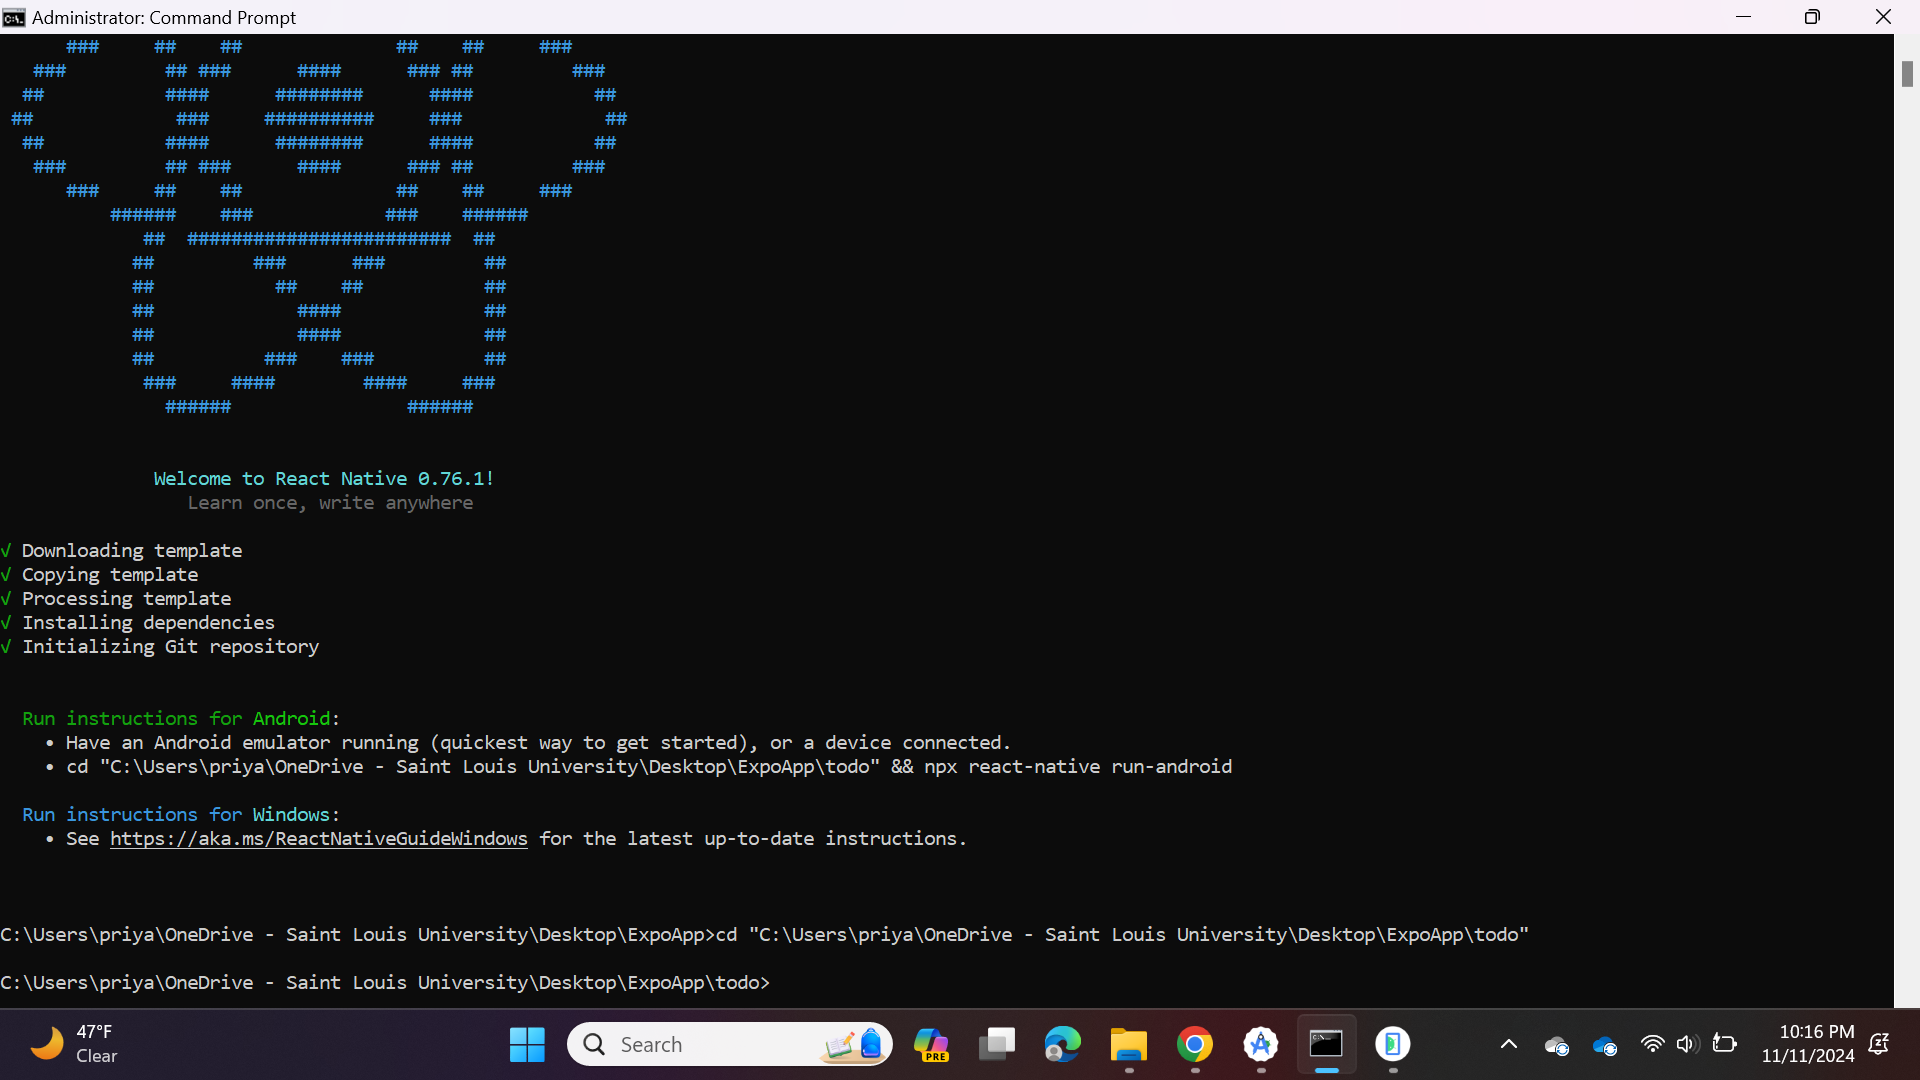 Administrator: Command Prompt
### ## ## ## ## ###
### ## ### #### ### ## ###
## #### ######## #### ##
## ### ########## ### ##
## #### ######## #### ##
### ## ### #### ### ## ###
### ## ## ## ## ###
###### ### ### ######
## ######################## ##
## ### ### ##
## ## ## ##
## #### ##
## #### ##
## ### ### ##
### #### #### ###
###### ######
Welcome to React Native 0.76.1!
Learn once, write anywhere
√ Downloading template
√ Copying template
√ Processing template
√ Installing dependencies
√ Initializing Git repository
Run instructions for Android:
• Have an Android emulator running (quickest way to get started), or a device connected.
• cd "C:\Users\priya\OneDrive - Saint Louis University\Desktop\ExpoApp\todo" && npx react-native run-android
Run instructions for Windows:
• See https://aka.ms/ReactNativeGuideWindows for the latest up-to-date instructions.
C:\Users\priya\OneDrive - Saint Louis University\Desktop\ExpoApp>cd "C:\Users\priya\OneDrive - Saint Louis University\Desktop\ExpoApp\todo"
C:\Users\priya\OneDrive - Saint Louis University\Desktop\ExpoApp\todo>
47°F
Clear
Search
PRE
10:16 PM
11/11/2024